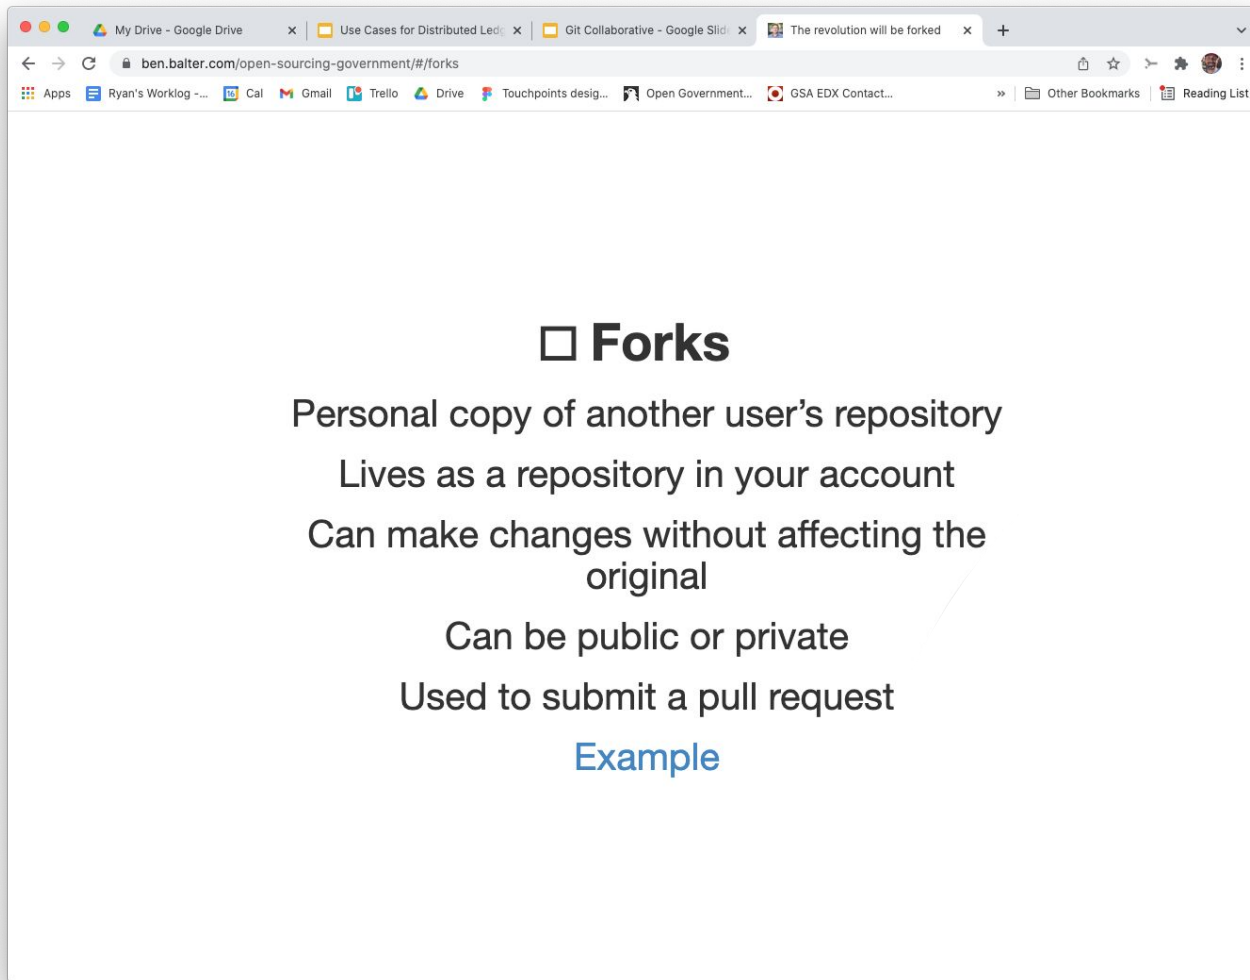 My Drive - Google Drive
Use Cases for Distributed Ledg
Git Collaborative - Google Slid
The revolution will be forked
ben.balter.com/open-sourcing-government/#/forks
Apps Ryan's Worklog -... 16 Cal Gmail Trello Drive Touchpoints desig... Open Government... GSA EDX Contact... » Other Bookmarks Reading List
□ Forks
Personal copy of another user’s repository
Lives as a repository in your account
Can make changes without affecting the
original
Can be public or private
Used to submit a pull request
Example